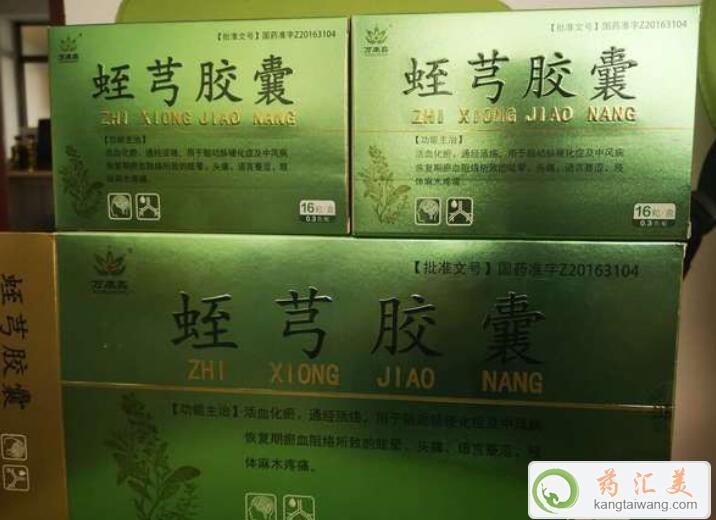 万康喜
【批准文号】国药准字Z20163104
蛭芎胶囊
ZHI XIONG JIAO NANG
【功能主治】
活血化瘀，通经活络，用于脑动脉硬化症及中风病
恢复期瘀血阻络所致的眩晕，头痛，语言蹇涩，肢
体麻木疼痛。
16粒/盒
0.3克/粒
【批准文号】国药准字Z20163104
蛭芎胶囊
ZHI XIONG JIAO NANG
【功能主治】
活血化瘀，通经活络，用于脑动脉硬化症及中风病
恢复期瘀血阻络所致的眩晕，头痛，语言蹇涩，肢
体麻木疼痛。
16粒/盒
0.3克/粒
蛭芎胶囊
【批准文号】国药准字Z20163104
蛭芎胶囊
ZHI XIONG JIAO NANG
【功能主治】活血化瘀，通经活络，用于脑动脉硬化症及中风病
恢复期瘀血阻络所致的眩晕，头痛，语言蹇涩，肢
体麻木疼痛。
药汇美
kangtaiwang.com